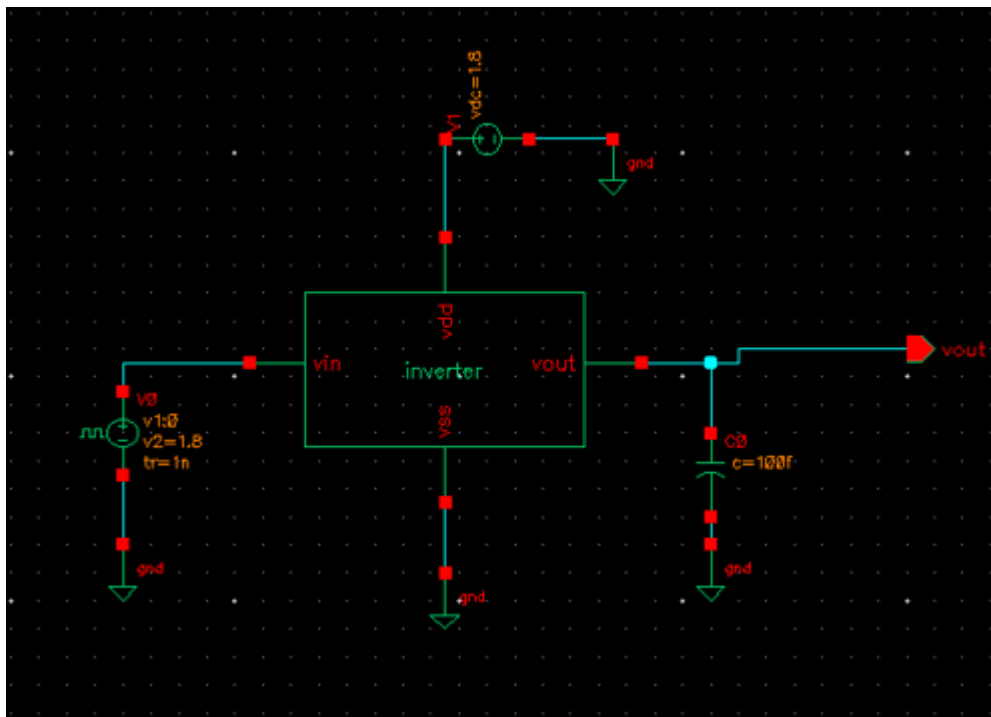 vdc=1.8
V1
gnd
vdd
vin
inverter
vout
vout
vss
V0
v1:0
v2=1.8
tr=1n
C0
c=100f
gnd
gnd
gnd